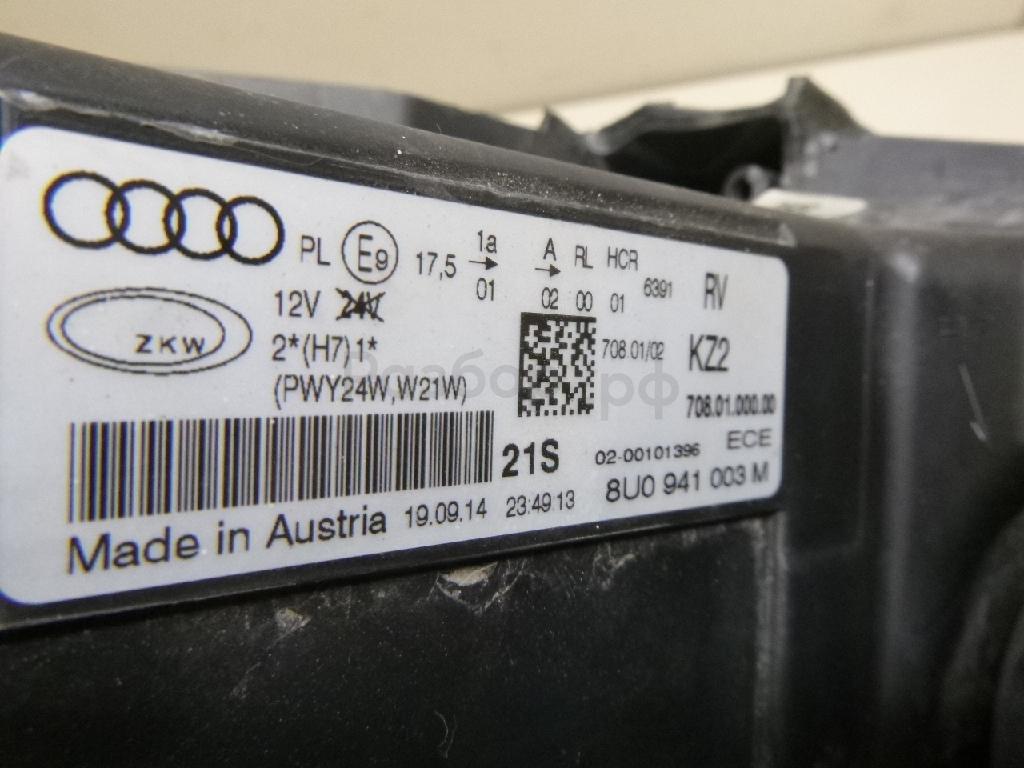 PL E9 17,5 1a 01 A 02 RL 00 HCR 01 6391 RV
12V 24V
ZKW 2*(H7)1* 708.01/02 KZ2
(PWY24W,W21W) 708.01.000.00
21S 02-00101396 ECE
Made in Austria 19.09.14 23:49.13 8U0 941 003 M